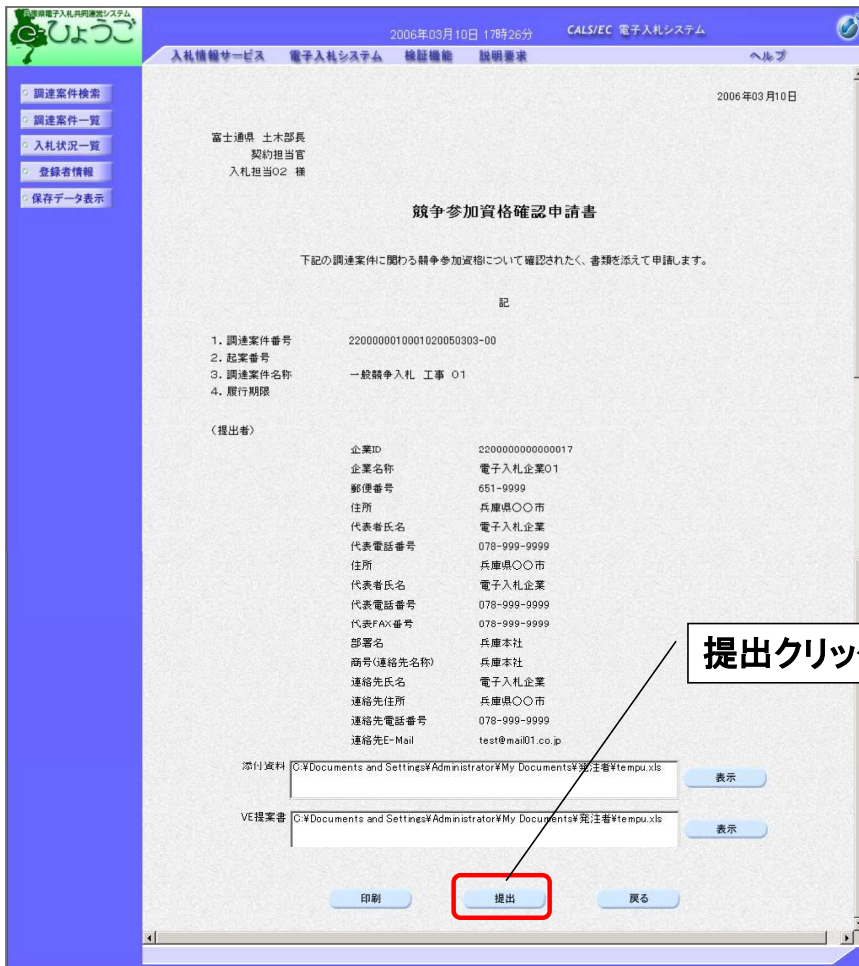 兵庫県電子入札共同運営システム
e-ひょうご
2006年03月10日 17時26分
CALS/EC 電子入札システム
入札情報サービス 電子入札システム 検証機能 説明要求 ヘルプ
調達案件検索
調達案件一覧
入札状況一覧
登録者情報
保存データ表示
2006年03月10日
富士通県 土木部長
契約担当官
入札担当02 様
競争参加資格確認申請書
下記の調達案件に関わる競争参加資格について確認されたく、書類を添えて申請します。
記
1.調達案件番号 2200000010001020050303-00
2.起案番号
3.調達案件名称 一般競争入札 工事 01
4.履行期限
(提出者)
企業ID 2200000000000017
企業名称 電子入札企業01
郵便番号 651-9999
住所 兵庫県〇〇市
代表者氏名 電子入札企業
代表電話番号 078-999-9999
住所 兵庫県〇〇市
代表者氏名 電子入札企業
代表電話番号 078-999-9999
代表FAX番号 078-999-9999
部署名 兵庫本社
商号(連絡先名称) 兵庫本社
連絡先氏名 電子入札企業
連絡先住所 兵庫県〇〇市
連絡先電話番号 078-999-9999
連絡先E-Mail test@mail01.co.jp
提出クリッ
添付資料 C:¥Documents and Settings¥Administrator¥My Documents¥発注者¥tempu.xls 表示
VE提案書 C:¥Documents and Settings¥Administrator¥My Documents¥発注者¥tempu.xls 表示
印刷 提出 戻る